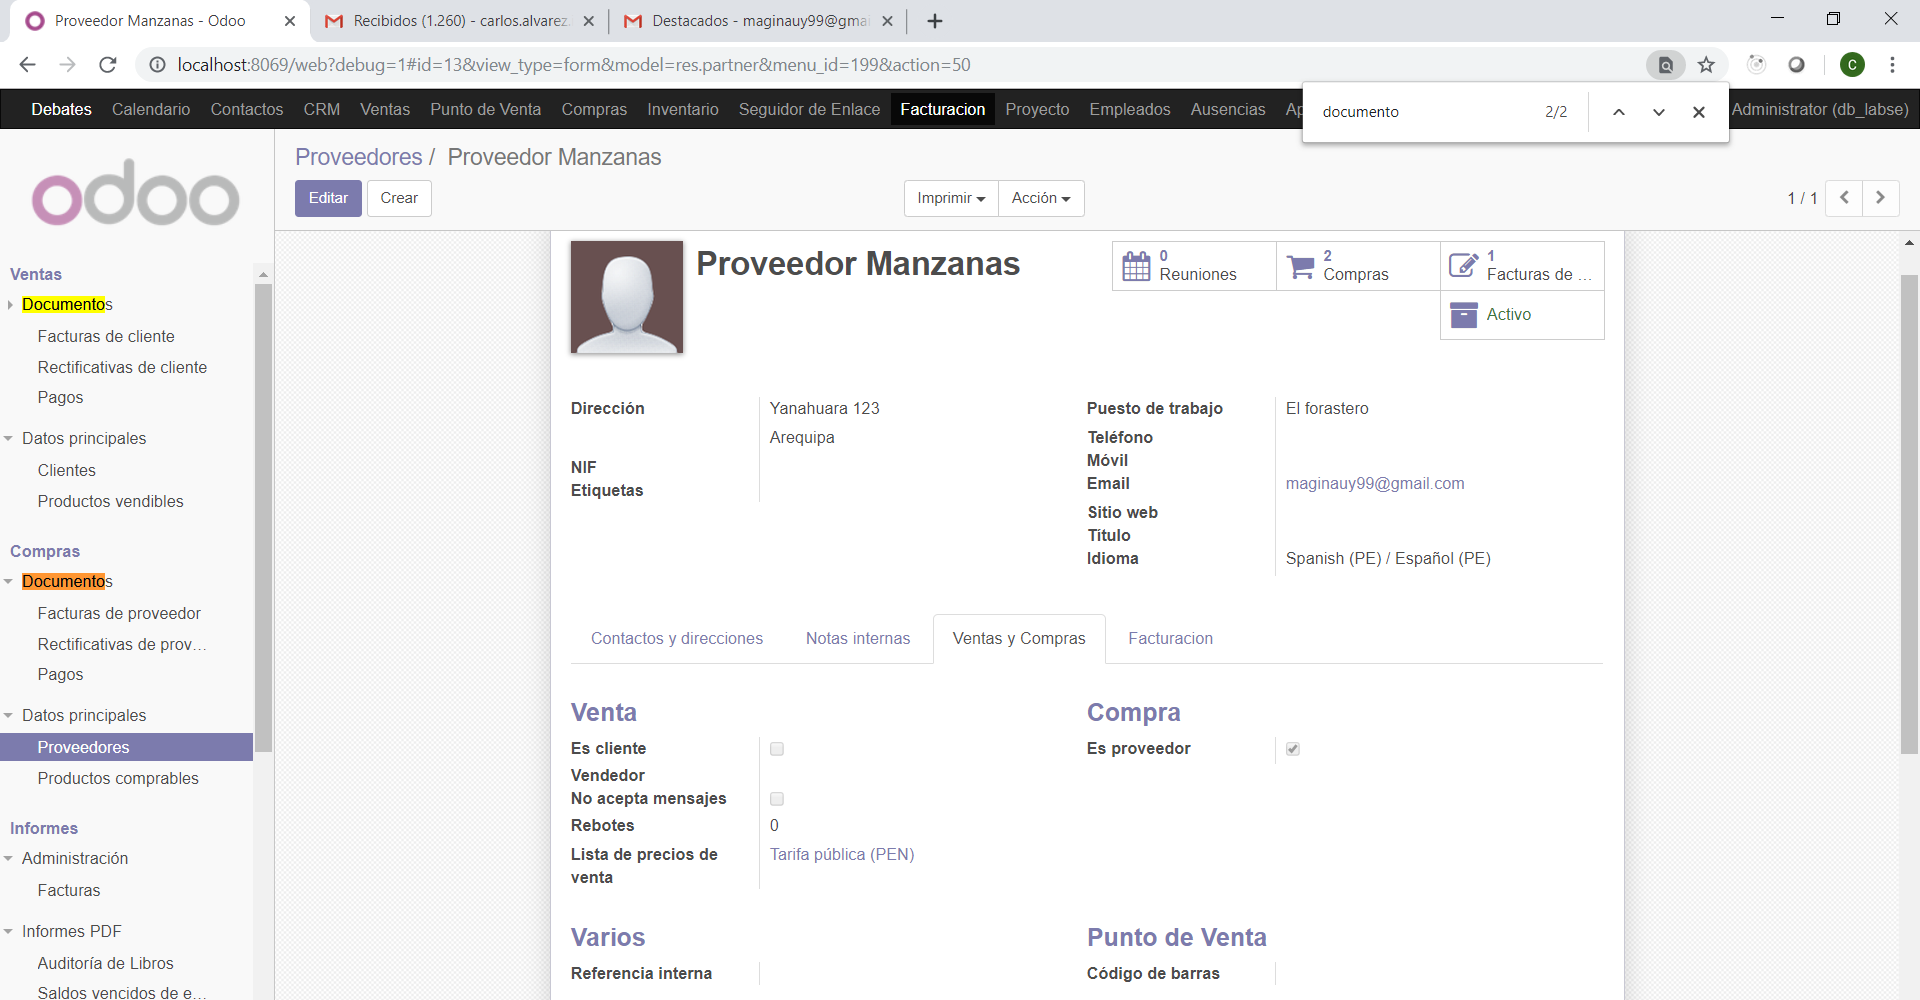 Proveedor Manzanas - Odoo
Recibidos (1.260) - carlos.alvarez
Destacados - maginauy99@gmai
localhost:8069/web?debug=1#id=13&view_type=form&model=res.partner&menu_id=199&action=50
C
documento 2/2
Debates Calendario Contactos CRM Ventas Punto de Venta Compras Inventario Seguidor de Enlace Facturacion Proyecto Empleados Ausencias Ap Administrator (db_labse)
odoo
Proveedores / Proveedor Manzanas
Editar Crear Imprimir Acción 1 / 1
Ventas
Documentos
Facturas de cliente
Rectificativas de cliente
Pagos
Datos principales
Clientes
Productos vendibles
Compras
Documentos
Facturas de proveedor
Rectificativas de prov…
Pagos
Datos principales
Proveedores
Productos comprables
Informes
Administración
Facturas
Informes PDF
Auditoría de Libros
Saldos vencidos de e…
Proveedor Manzanas
0 Reuniones
2 Compras
1 Facturas de ...
Activo
Dirección Yanahuara 123
Arequipa
NIF
Etiquetas
Puesto de trabajo El forastero
Teléfono
Móvil
Email maginauy99@gmail.com
Sitio web
Título
Idioma Spanish (PE) / Español (PE)
Contactos y direcciones Notas internas Ventas y Compras Facturacion
Venta
Es cliente
Vendedor
No acepta mensajes
Rebotes 0
Lista de precios de venta Tarifa pública (PEN)
Compra
Es proveedor
Varios
Referencia interna
Punto de Venta
Código de barras